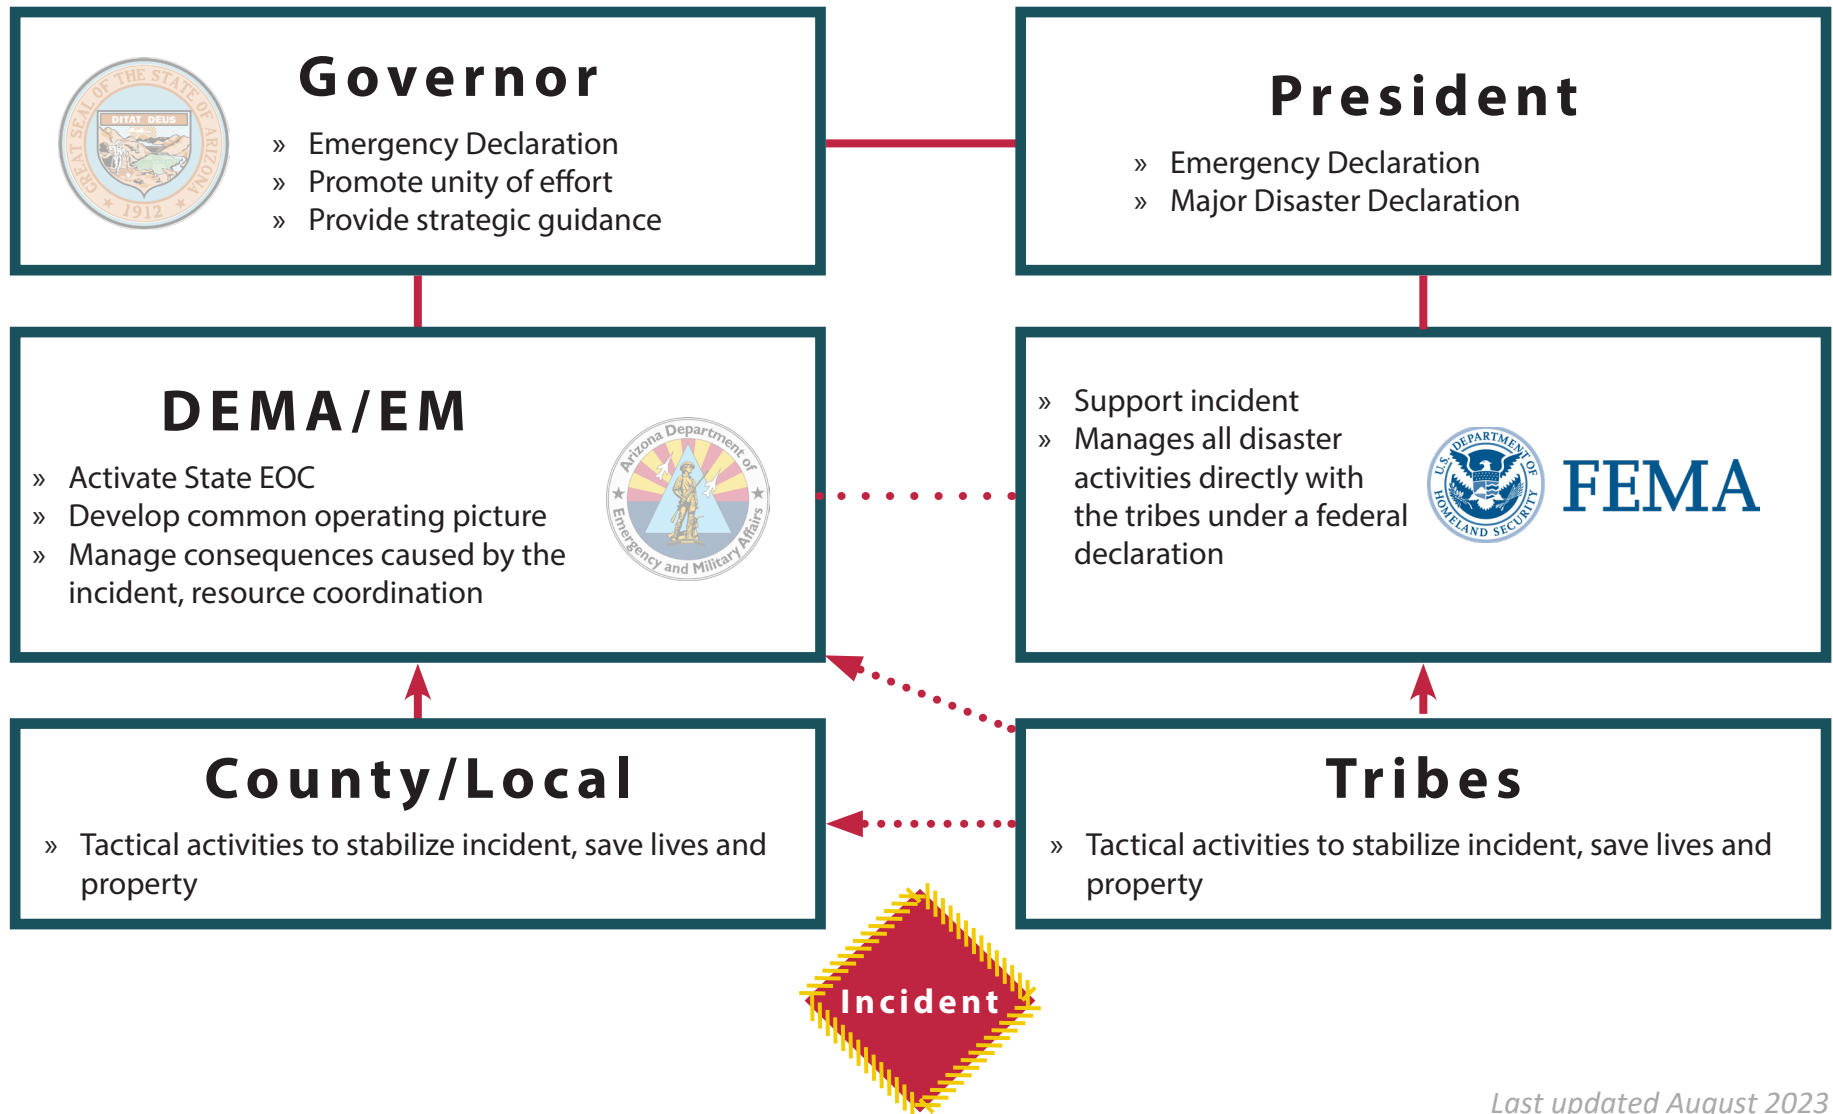 Governor
» Emergency Declaration
» Promote unity of effort
» Provide strategic guidance
GREAT SEAL OF THE STATE OF ARIZONA
DITAT DEUS
1912
President
» Emergency Declaration
» Major Disaster Declaration
DEMA/EM
» Activate State EOC
» Develop common operating picture
» Manage consequences caused by the
incident, resource coordination
Arizona Department of
Emergency and Military Affairs
» Support incident
» Manages all disaster
activities directly with
the tribes under a federal
declaration
U.S. DEPARTMENT OF
HOMELAND SECURITY
FEMA
County/Local
» Tactical activities to stabilize incident, save lives and
property
Tribes
» Tactical activities to stabilize incident, save lives and
property
Incident
Last updated August 2023